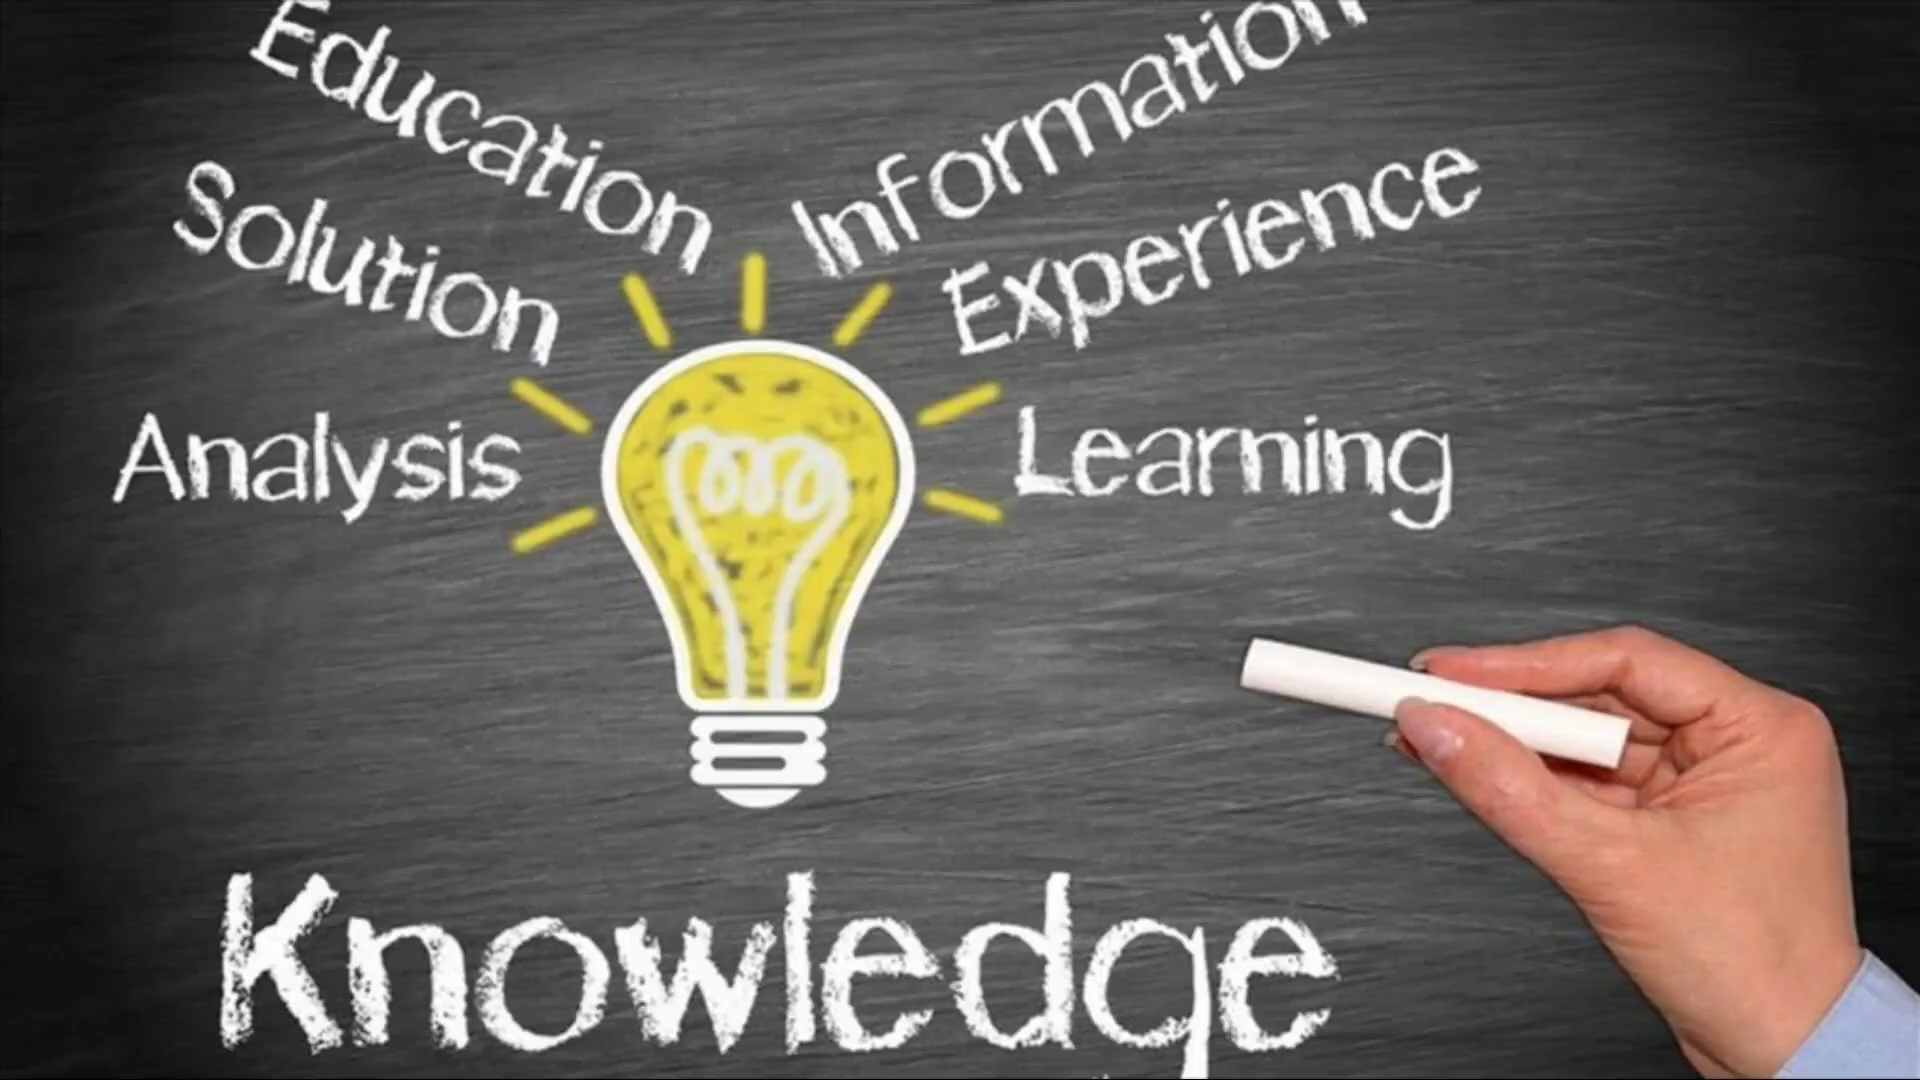 Education
Information
Solution
Experience
Analysis
Learning
Knowledge